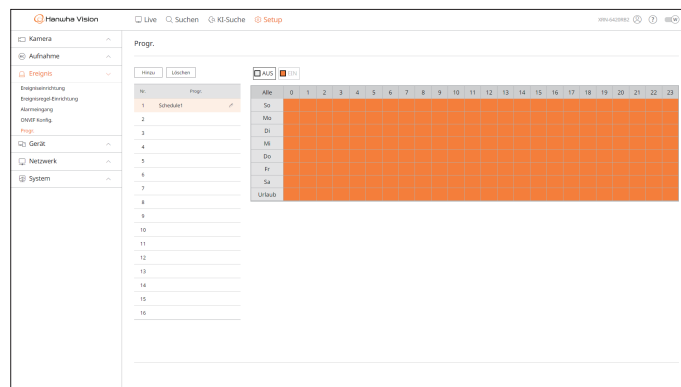 Hanwha Vision
Live Suchen KI-Suche Setup
Kamera
Aufnahme
Ereignis
Ereigniseinrichtung
Ereignisregel-Einrichtung
Alarmeingang
ONVIF Konfig.
Progr.
Gerät
Netzwerk
System
Progr.
Hinzu Löschen
Nr. Progr.
1 Schedule1
2
3
4
5
6
7
8
9
10
11
12
13
14
15
16
AUS EIN
Alle 0 1 2 3 4 5 6 7 8 9 10 11 12 13 14 15 16 17 18 19 20 21 22 23
So
Mo
Di
Mi
Do
Fr
Sa
Urlaub